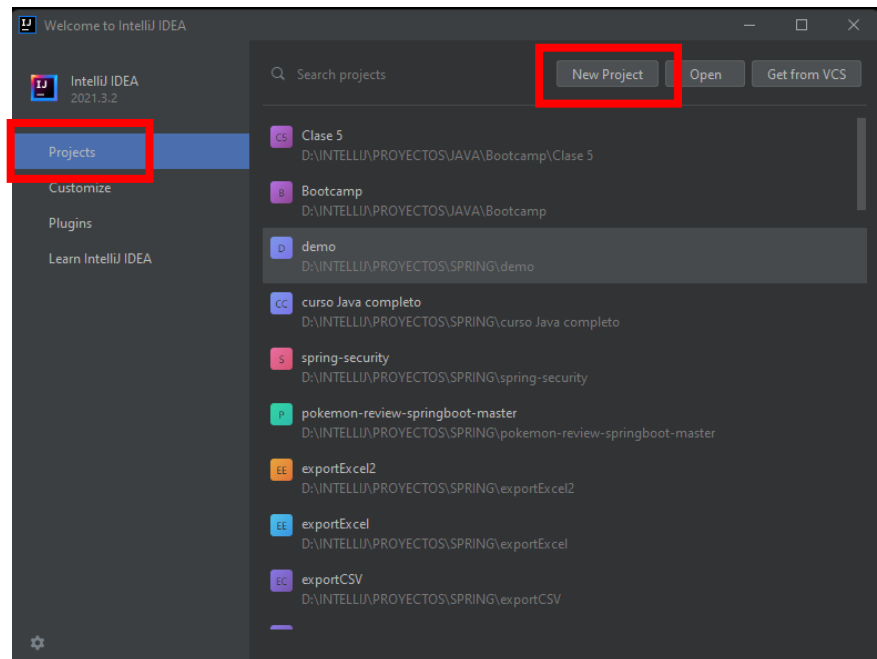 Welcome to IntelliJ IDEA
IntelliJ IDEA
2021.3.2
Projects
Customize
Plugins
Learn IntelliJ IDEA
Search projects
New Project
Open
Get from VCS
CS Clase 5
D:\INTELLIJ\PROYECTOS\JAVA\Bootcamp\Clase 5
B Bootcamp
D:\INTELLIJ\PROYECTOS\JAVA\Bootcamp
D demo
D:\INTELLIJ\PROYECTOS\SPRING\demo
CC curso Java completo
D:\INTELLIJ\PROYECTOS\SPRING\curso Java completo
S spring-security
D:\INTELLIJ\PROYECTOS\SPRING\spring-security
P pokemon-review-springboot-master
D:\INTELLIJ\PROYECTOS\SPRING\pokemon-review-springboot-master
EE exportExcel2
D:\INTELLIJ\PROYECTOS\SPRING\exportExcel2
EE exportExcel
D:\INTELLIJ\PROYECTOS\SPRING\exportExcel
EC exportCSV
D:\INTELLIJ\PROYECTOS\SPRING\exportCSV